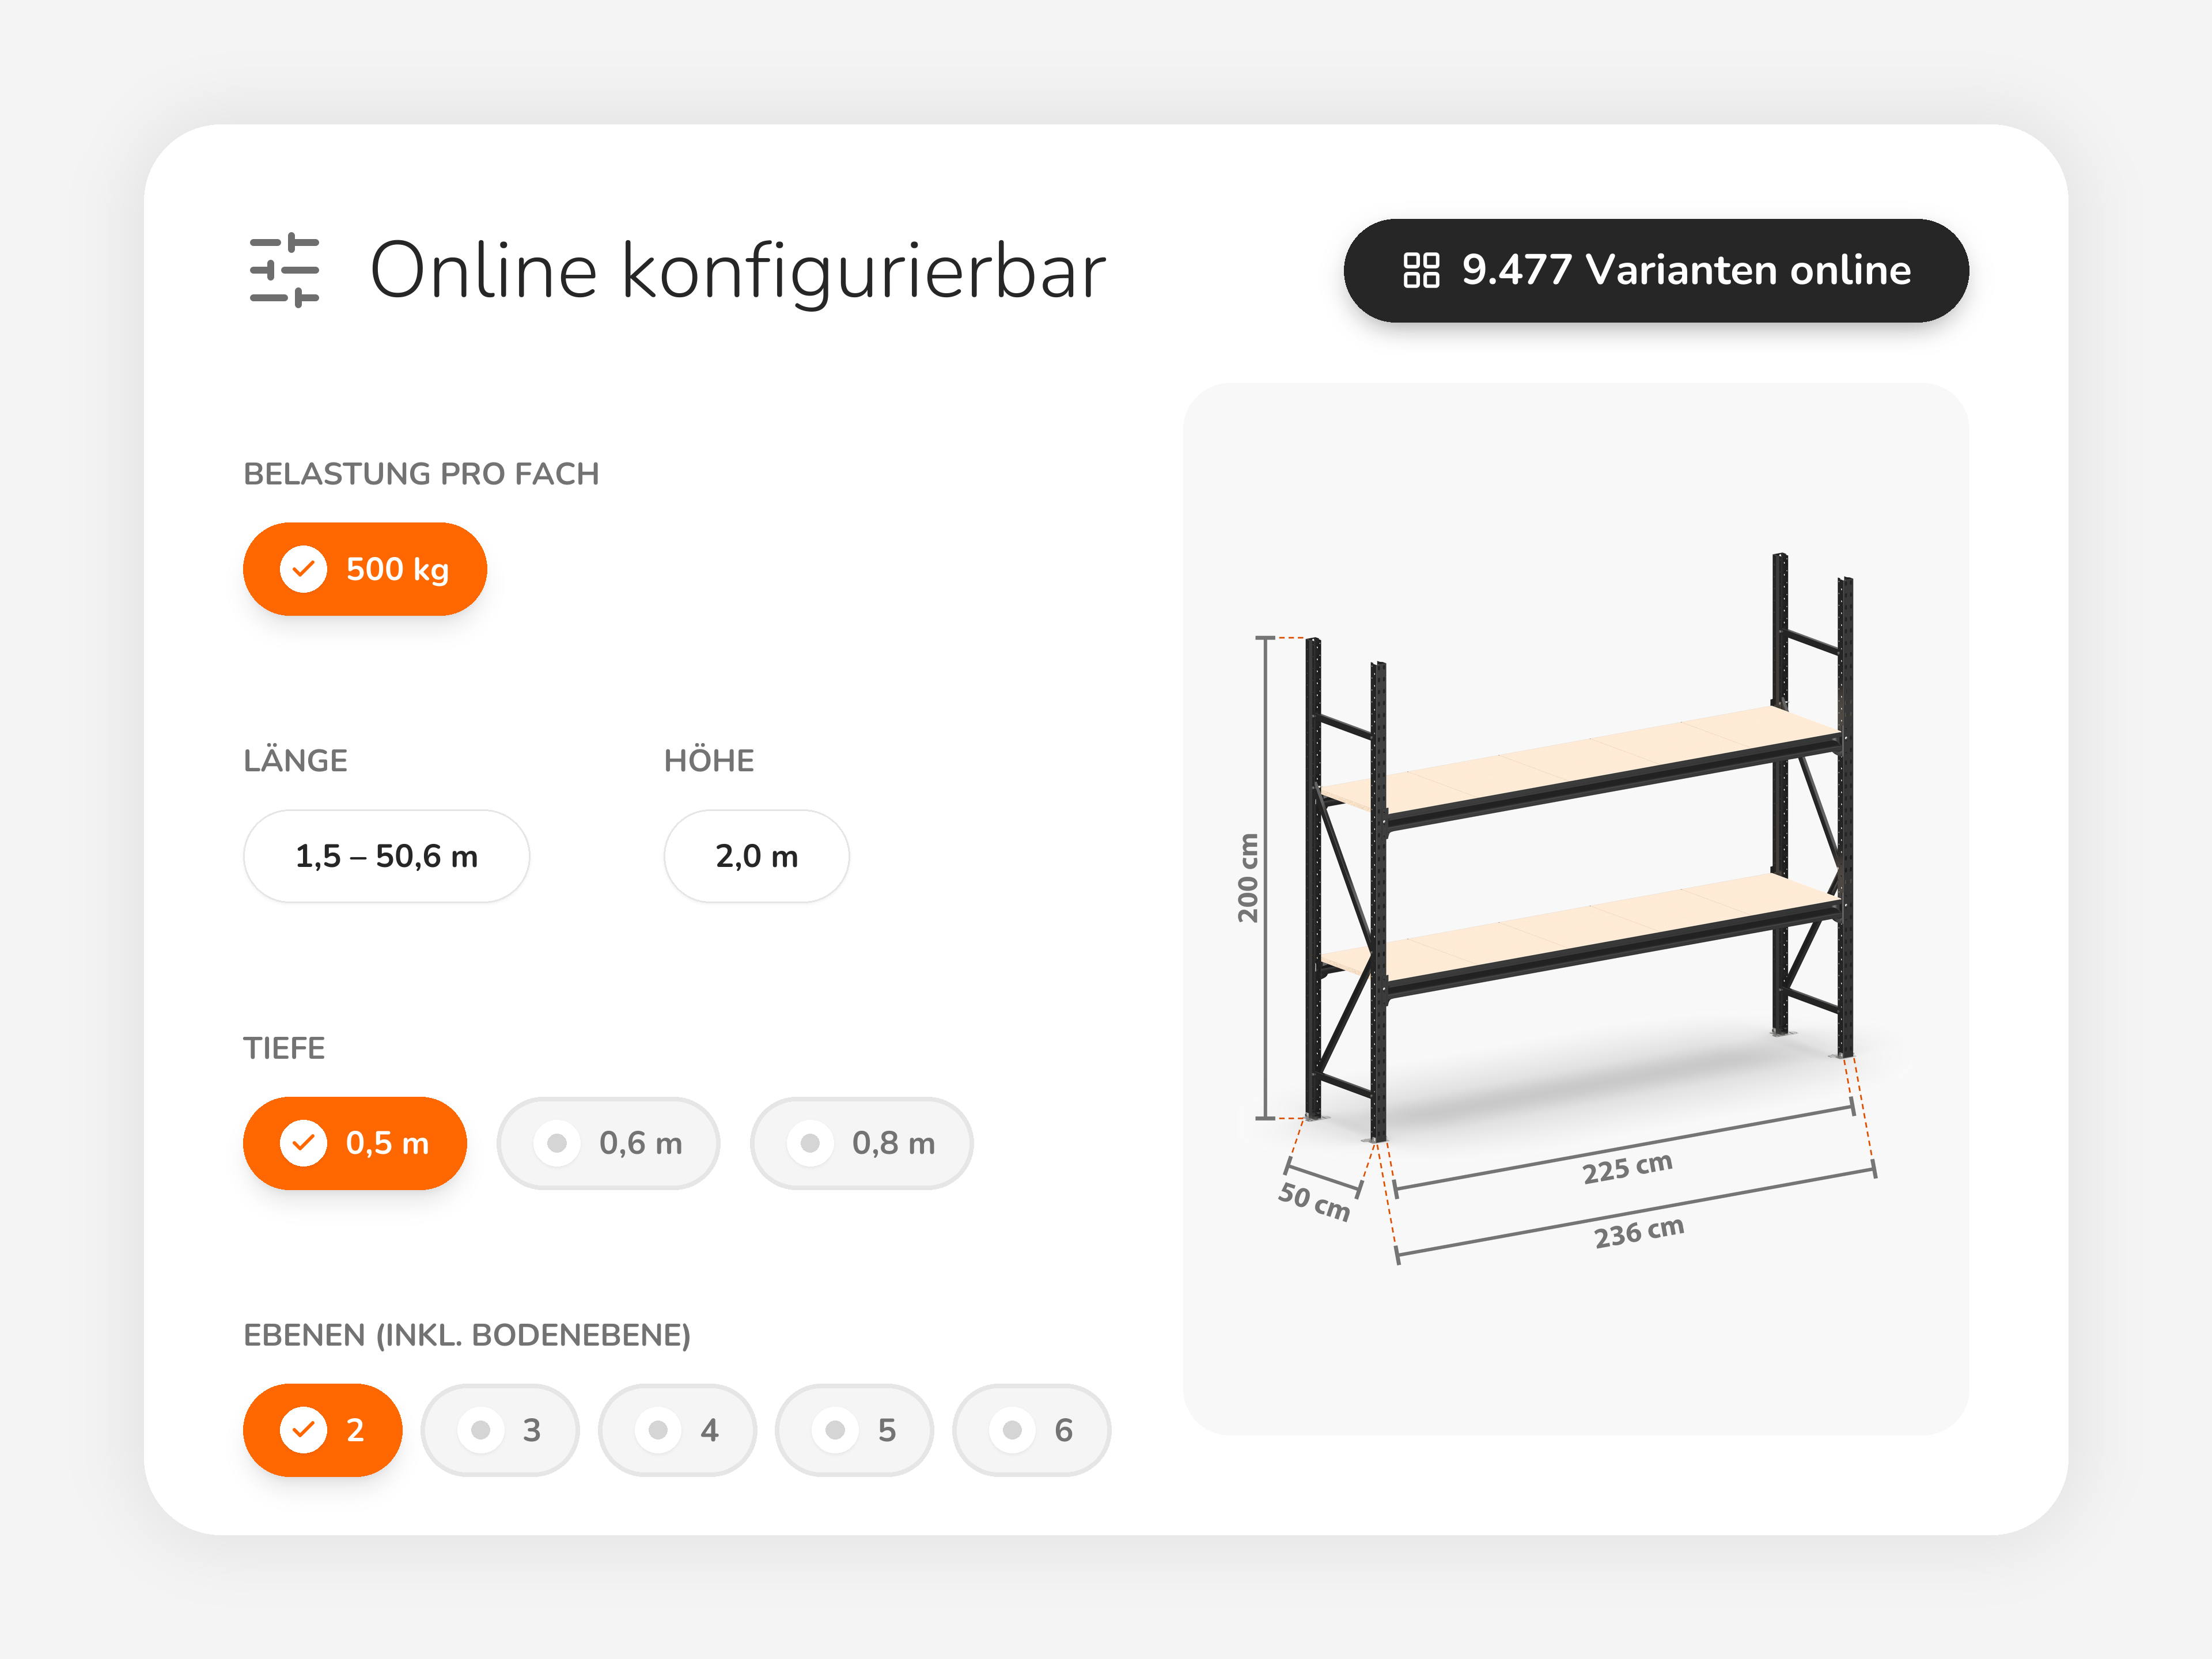 Online konfigurierbar
9.477 Varianten online
BELASTUNG PRO FACH
500 kg
LÄNGE
HÖHE
1,5 – 50,6 m
2,0 m
TIEFE
0,5 m
0,6 m
0,8 m
EBENEN (INKL. BODENEBENE)
2
3
4
5
6
200 cm
50 cm
225 cm
236 cm